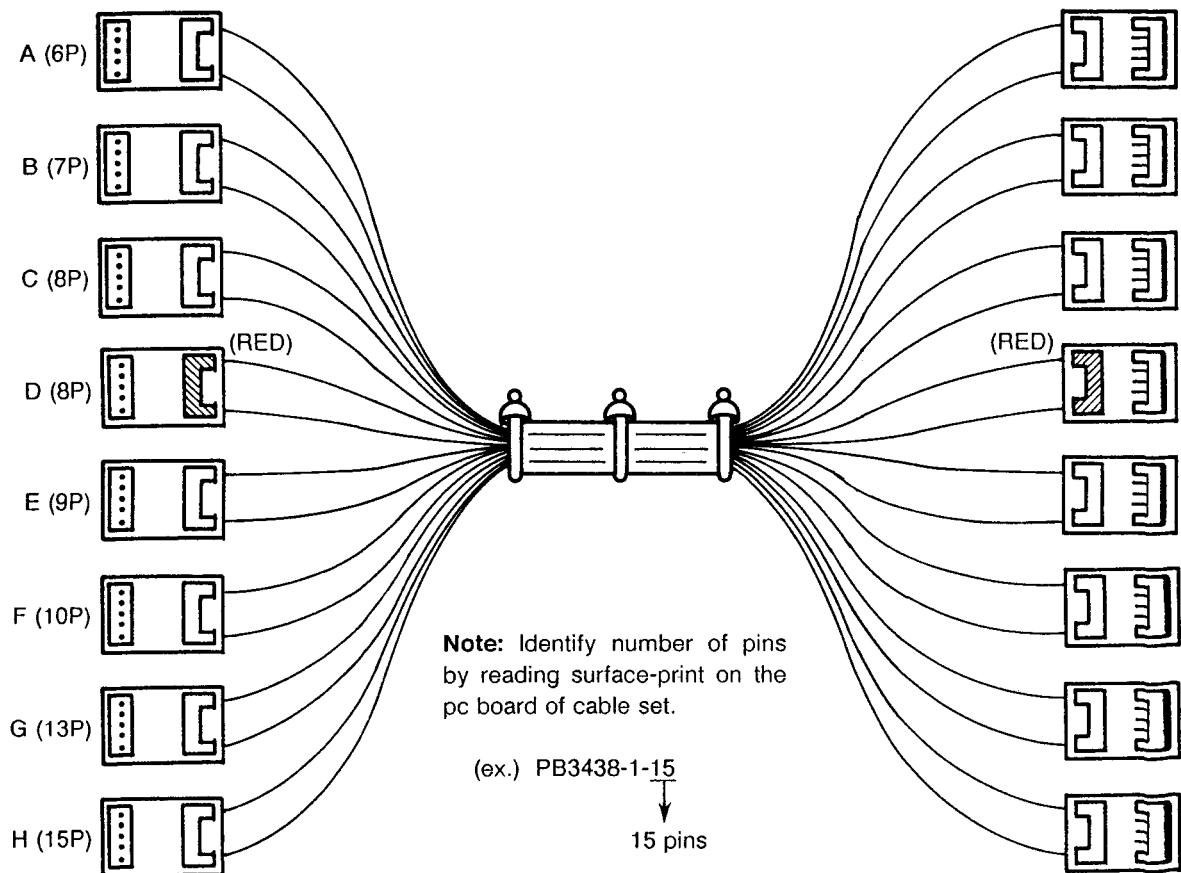 A (6P)
B (7P)
C (8P)
(RED)
(RED)
D (8P)
E (9P)
F (10P)
Note: Identify number of pins
by reading surface-print on the
pc board of cable set.
G (13P)
(ex.) PB3438-1-15
H (15P)
15 pins